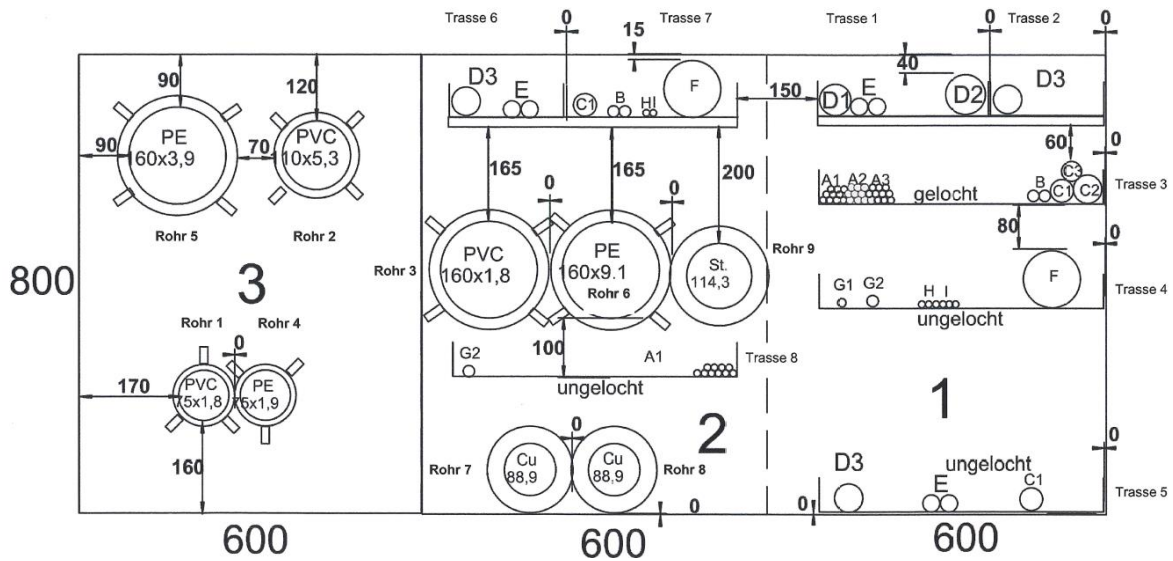 Trasse 6
0
Trasse 7
Trasse 1
0
Trasse 2
0
15
40
90
120
D3
E
C1
B
HI
F
150
D1
E
D2
D3
PE
160x3,9
PVC
110x5,3
90
70
165
165
200
60
0
A1
A2
A3
B
C3
C1
C2
Trasse 3
gelocht
Rohr 5
Rohr 2
0
0
80
0
Rohr 3
PVC
160x1,8
PE
160x9.1
Rohr 6
St.
114,3
Rohr 9
800
3
G1
G2
H I
F
Trasse 4
ungelocht
Rohr 1
Rohr 4
0
100
G2
A1
Trasse 8
ungelocht
170
PVC
75x1,8
PE
75x1,9
1
2
0
0
Rohr 7
Cu
88,9
Cu
88,9
Rohr 8
160
D3
E
ungelocht
C1
Trasse 5
0
0
600
600
600